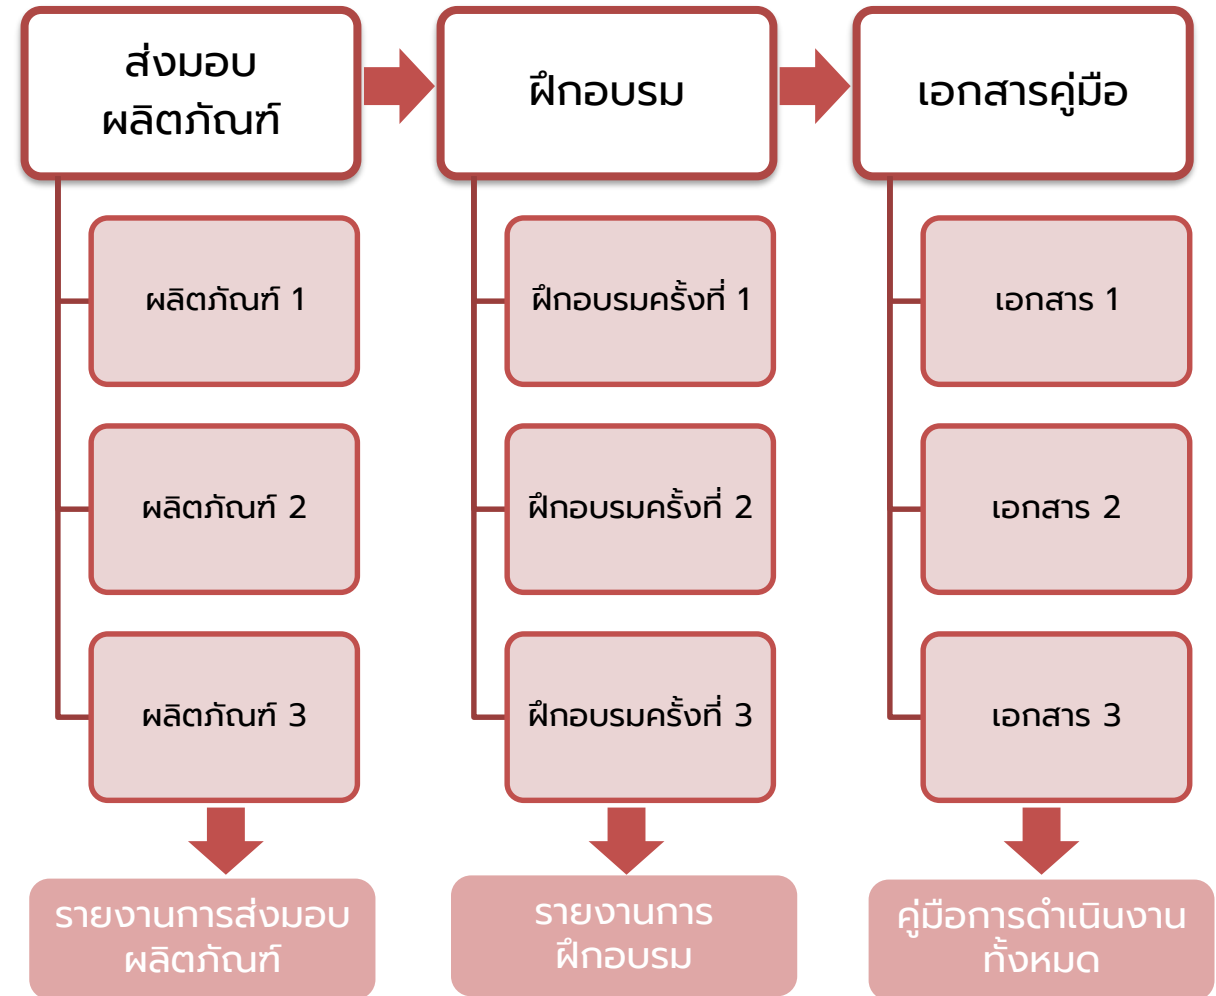 ส่งมอบ
ผลิตภัณฑ์
ฝึกอบรม
เอกสารคู่มือ
ผลิตภัณฑ์ 1
ฝึกอบรมครั้งที่ 1
เอกสาร 1
ผลิตภัณฑ์ 2
ฝึกอบรมครั้งที่ 2
เอกสาร 2
ผลิตภัณฑ์ 3
ฝึกอบรมครั้งที่ 3
เอกสาร 3
รายงานการส่งมอบ
ผลิตภัณฑ์
รายงานการ
ฝึกอบรม
คู่มือการดำเนินงาน
ทั้งหมด